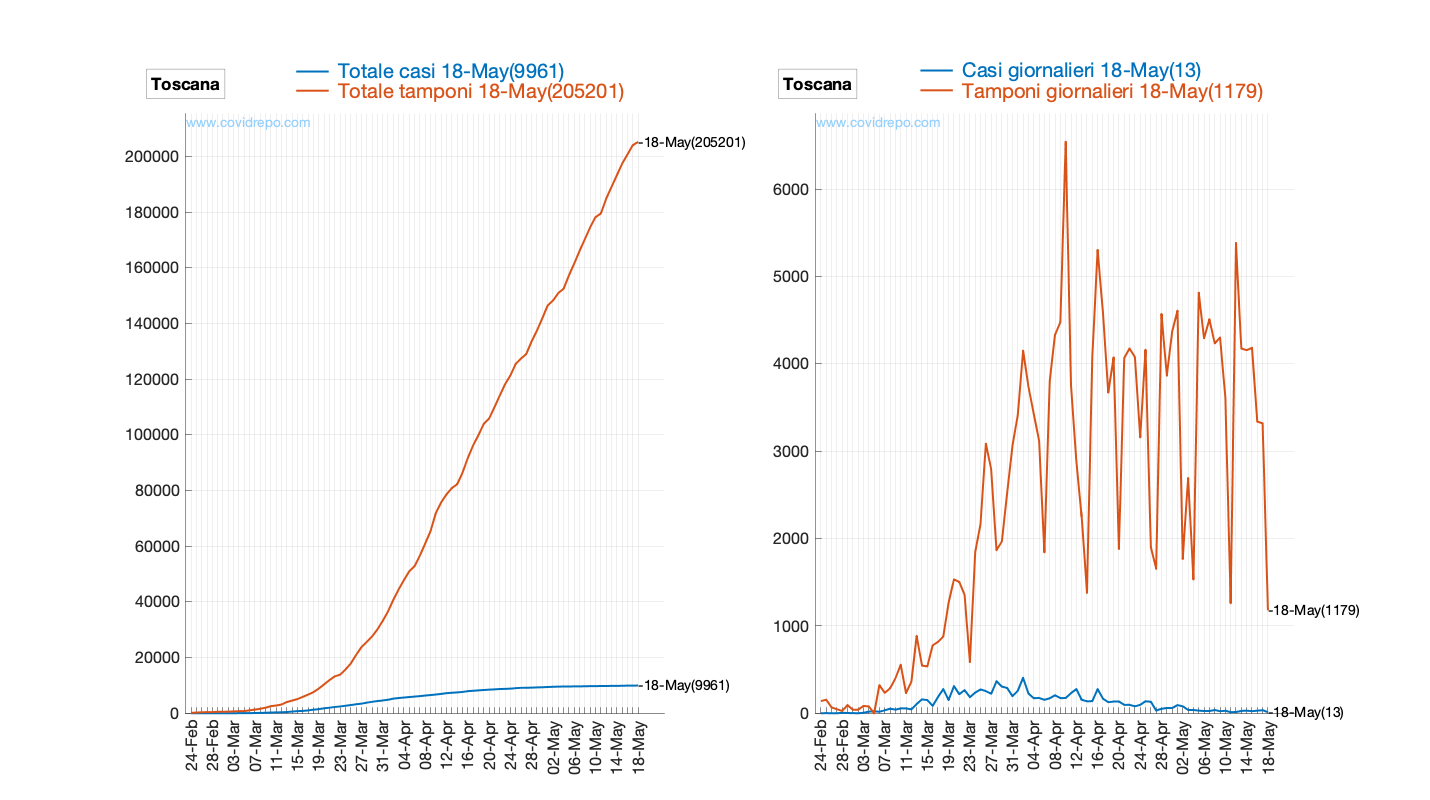 Toscana
Totale casi 18-May(9961)
Totale tamponi 18-May(205201)
www.covidrepo.com
18-May(205201)
200000
180000
160000
140000
120000
100000
80000
60000
40000
20000
18-May(9961)
0
24-Feb
28-Feb
03-Mar
07-Mar
11-Mar
15-Mar
19-Mar
23-Mar
27-Mar
31-Mar
04-Apr
08-Apr
12-Apr
16-Apr
20-Apr
24-Apr
28-Apr
02-May
06-May
10-May
14-May
18-May
Toscana
Casi giornalieri 18-May(13)
Tamponi giornalieri 18-May(1179)
www.covidrepo.com
6000
5000
4000
3000
2000
1000
18-May(1179)
0
18-May(13)
24-Feb
28-Feb
03-Mar
07-Mar
11-Mar
15-Mar
19-Mar
23-Mar
27-Mar
31-Mar
04-Apr
08-Apr
12-Apr
16-Apr
20-Apr
24-Apr
28-Apr
02-May
06-May
10-May
14-May
18-May